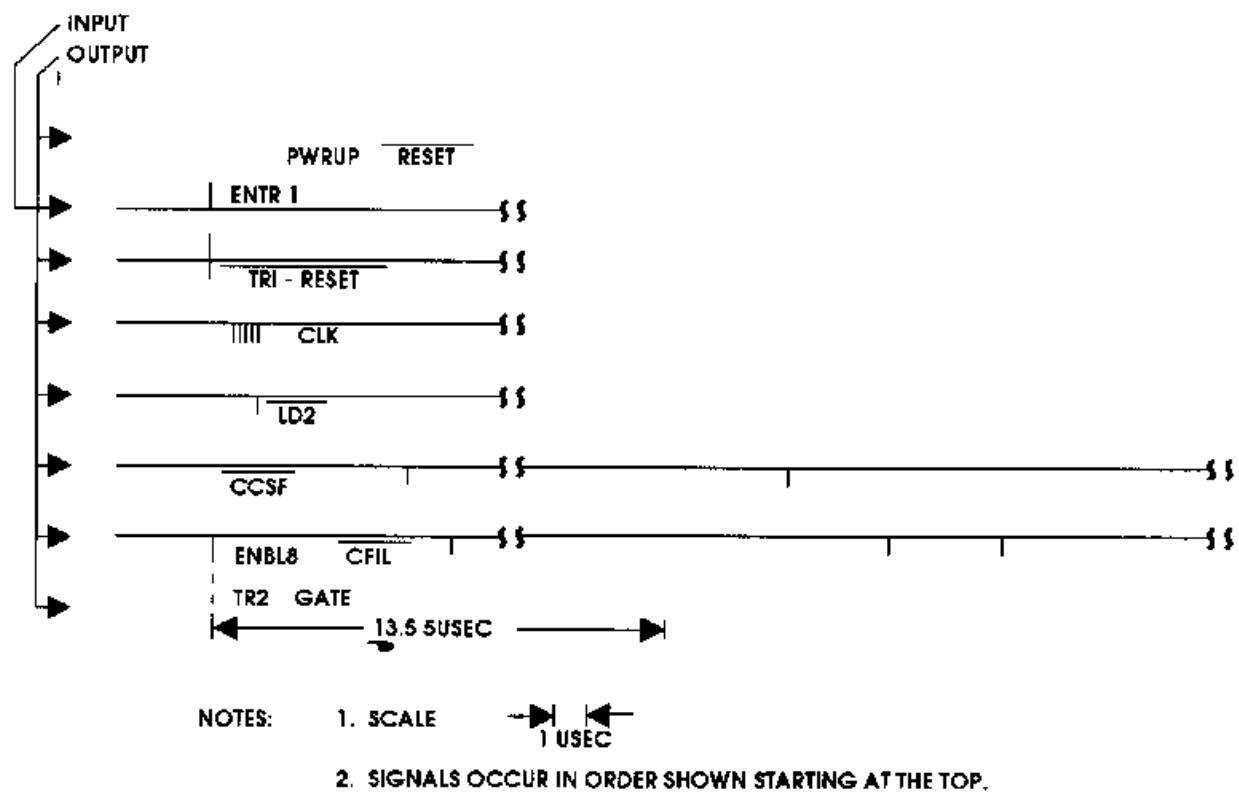 INPUT
OUTPUT
PWRUP RESET
ENTR 1
TRI - RESET
CLK
LD2
CCSF
ENBL8 CFIL
TR2 GATE
13.5 5USEC
NOTES: 1. SCALE
1 USEC
2. SIGNALS OCCUR IN ORDER SHOWN STARTING AT THE TOP.